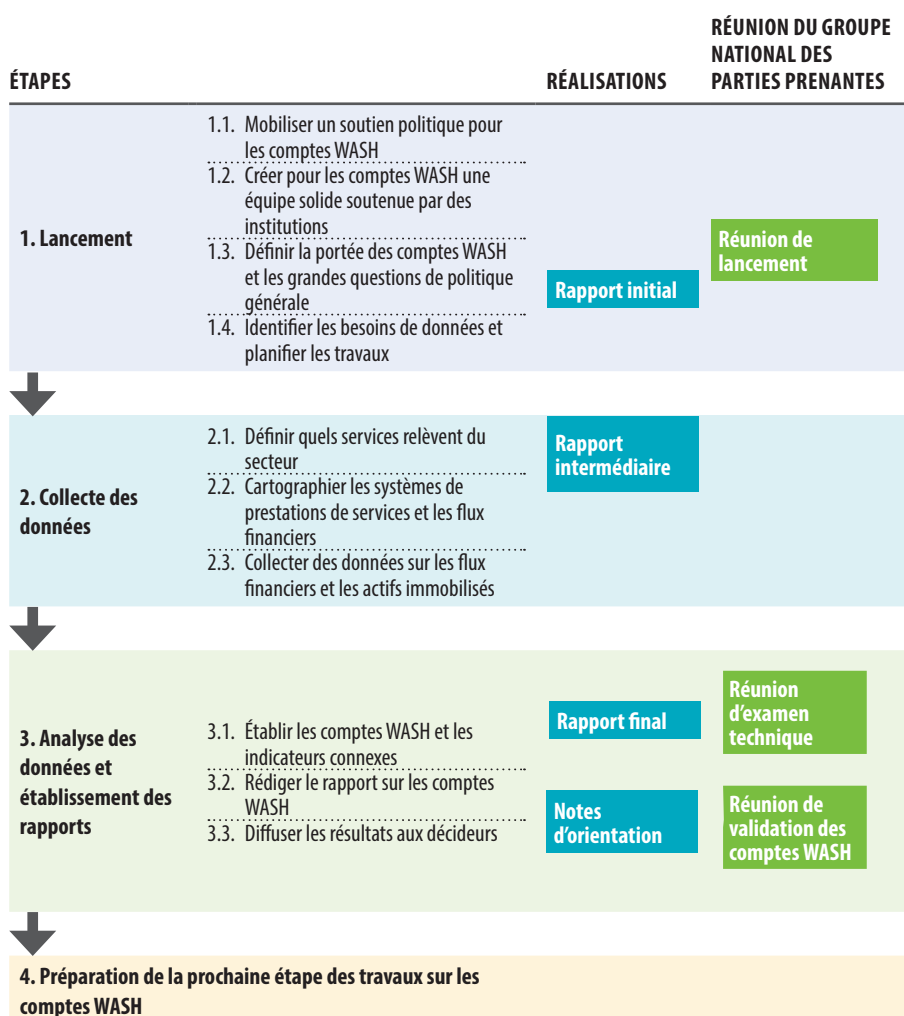 ÉTAPES
RÉALISATIONS
RÉUNION DU GROUPE
NATIONAL DES
PARTIES PRENANTES
1. Lancement
1.1. Mobiliser un soutien politique pour
les comptes WASH
1.2. Créer pour les comptes WASH une
équipe solide soutenue par des
institutions
1.3. Définir la portée des comptes WASH
et les grandes questions de politique
générale
1.4. Identifier les besoins de données et
planifier les travaux
Rapport initial
Réunion de
lancement
2. Collecte des
données
2.1. Définir quels services relèvent du
secteur
2.2. Cartographier les systèmes de
prestations de services et les flux
financiers
2.3. Collecter des données sur les flux
financiers et les actifs immobilisés
Rapport
intermédiaire
3. Analyse des
données et
établissement des
rapports
3.1. Établir les comptes WASH et les
indicateurs connexes
3.2. Rédiger le rapport sur les comptes
WASH
3.3. Diffuser les résultats aux décideurs
Rapport final
Notes
d'orientation
Réunion
d'examen
technique
Réunion de
validation des
comptes WASH
4. Préparation de la prochaine étape des travaux sur les
comptes WASH